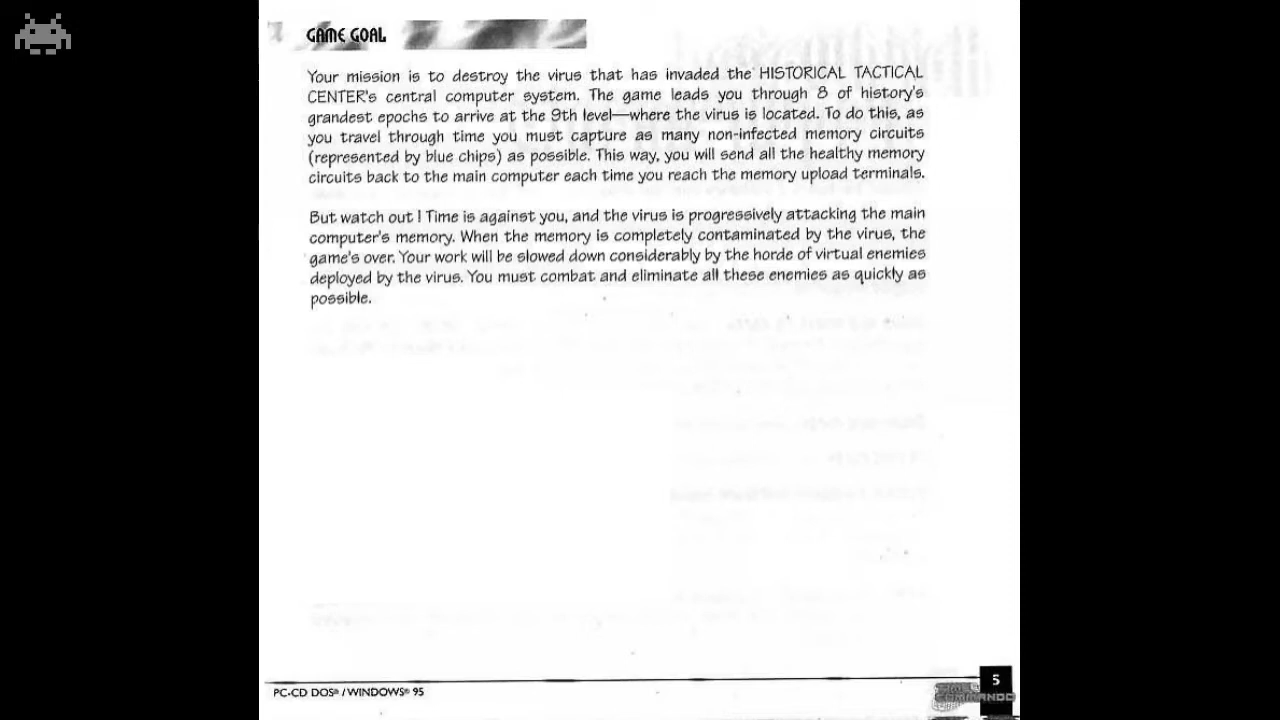 GAME GOAL
Your mission is to destroy the virus that has invaded the HISTORICAL TACTICAL
CENTER's central computer system. The game leads you through 8 of history's
grandest epochs to arrive at the 9th level—where the virus is located. To do this, as
you travel through time you must capture as many non-infected memory circuits
(represented by blue chips) as possible. This way, you will send all the healthy memory
circuits back to the main computer each time you reach the memory upload terminals.
But watch out ! Time is against you, and the virus is progressively attacking the main
computer's memory. When the memory is completely contaminated by the virus, the
game's over. Your work will be slowed down considerably by the horde of virtual enemies
deployed by the virus. You must combat and eliminate all these enemies as quickly as
possible.
PC-CD DOS® / WINDOWS® 95
5
TIME
COMMANDO